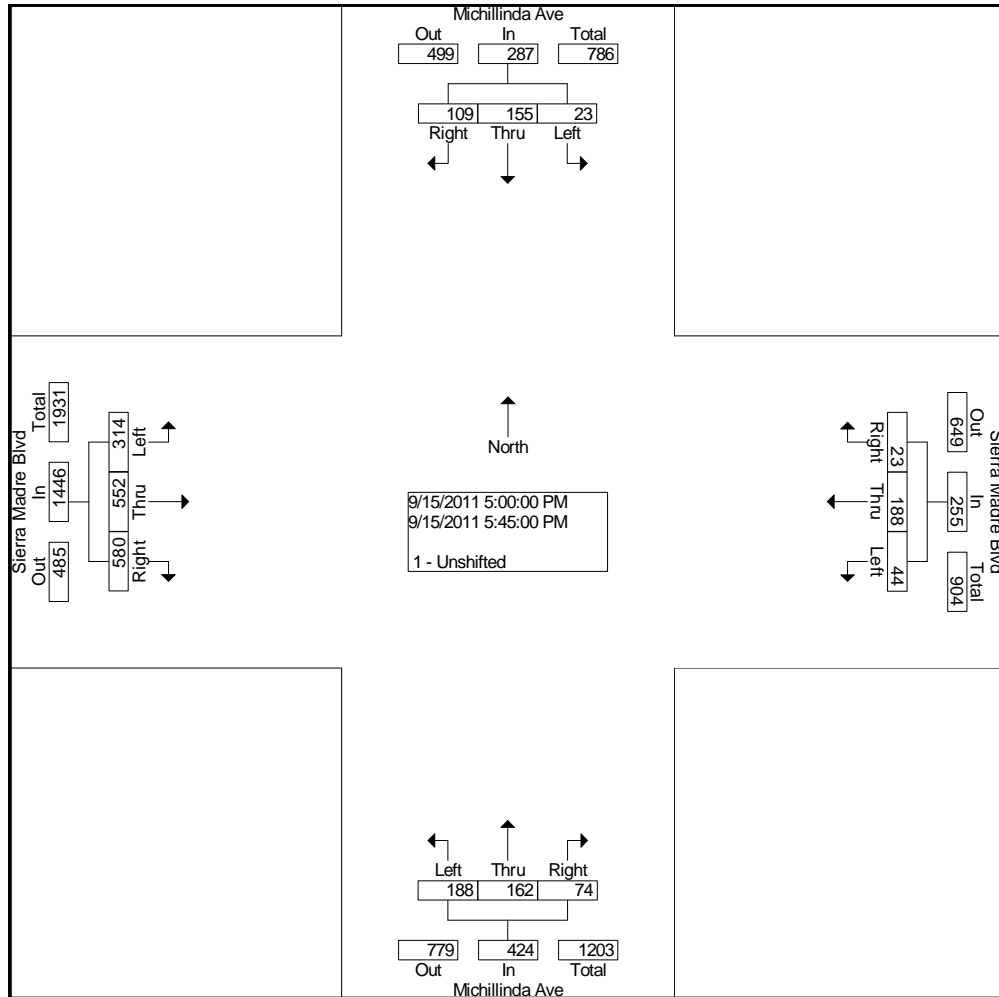 Michillinda Ave
Out In Total
499 287 786
109 155 23
Right Thru Left
Sierra Madre Blvd
Total In Out
1931 1446 485
314 552 580
Left Thru Right
North
9/15/2011 5:00:00 PM
9/15/2011 5:45:00 PM
1 - Unshifted
Right Thru Left
23 188 44
649 255 904
Out In Total
Sierra Madre Blvd
Left Thru Right
188 162 74
779 424 1203
Out In Total
Michillinda Ave